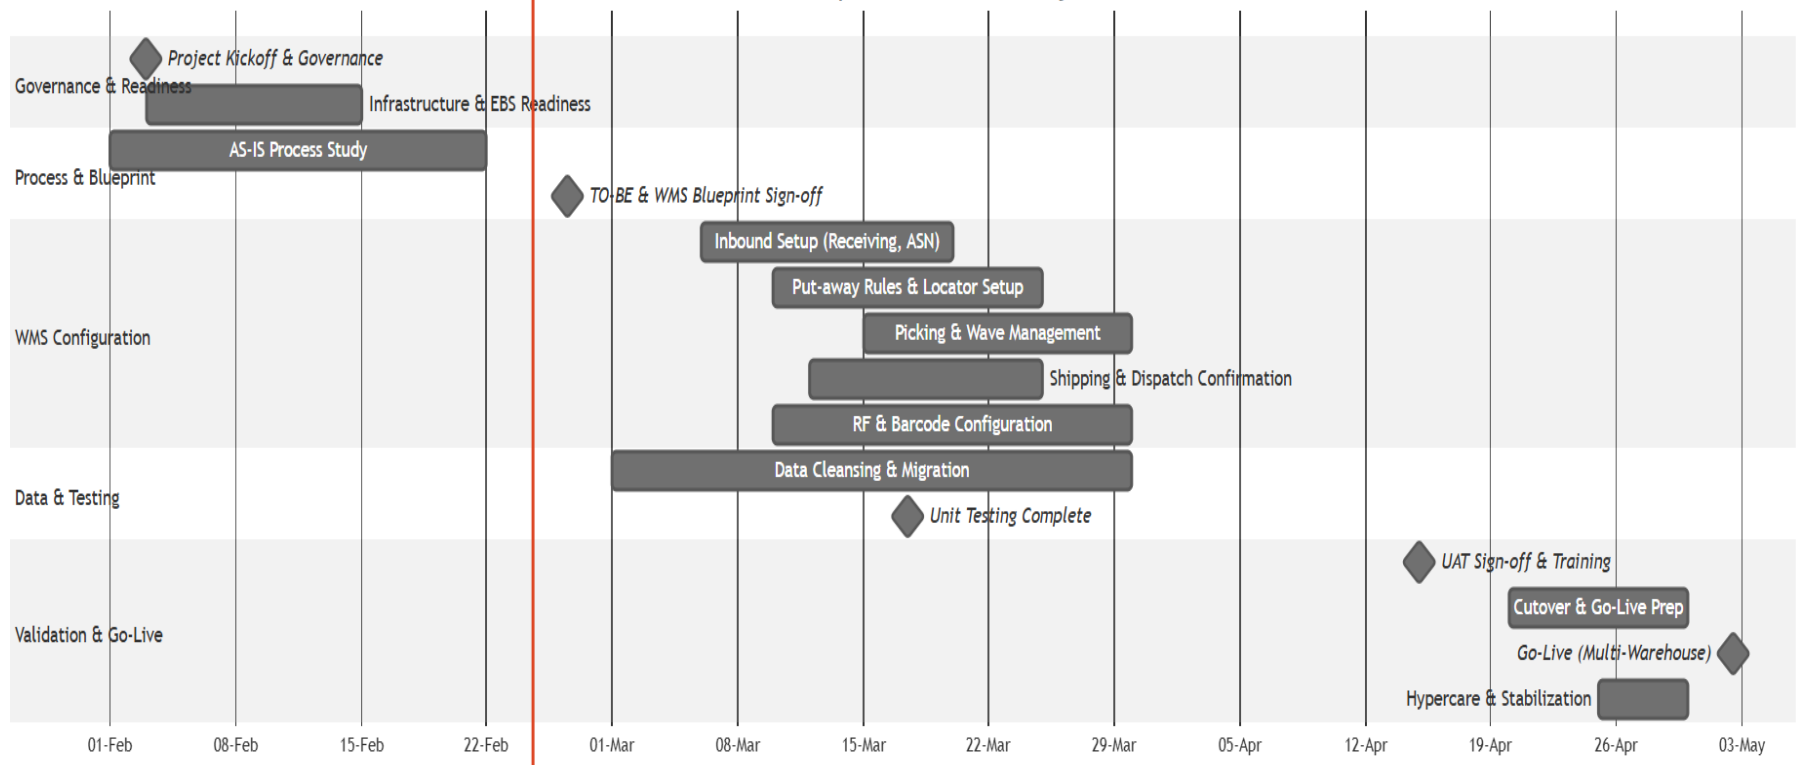 Project Kickoff & Governance
Governance & Readiness
Infrastructure & EBS Readiness
AS-IS Process Study
Process & Blueprint
TO-BE & WMS Blueprint Sign-off
Inbound Setup (Receiving, ASN)
Put-away Rules & Locator Setup
Picking & Wave Management
WMS Configuration
Shipping & Dispatch Confirmation
RF & Barcode Configuration
Data Cleansing & Migration
Data & Testing
Unit Testing Complete
UAT Sign-off & Training
Cutover & Go-Live Prep
Validation & Go-Live
Go-Live (Multi-Warehouse)
Hypercare & Stabilization
01-Feb 08-Feb 15-Feb 22-Feb 01-Mar 08-Mar 15-Mar 22-Mar 29-Mar 05-Apr 12-Apr 19-Apr 26-Apr 03-May